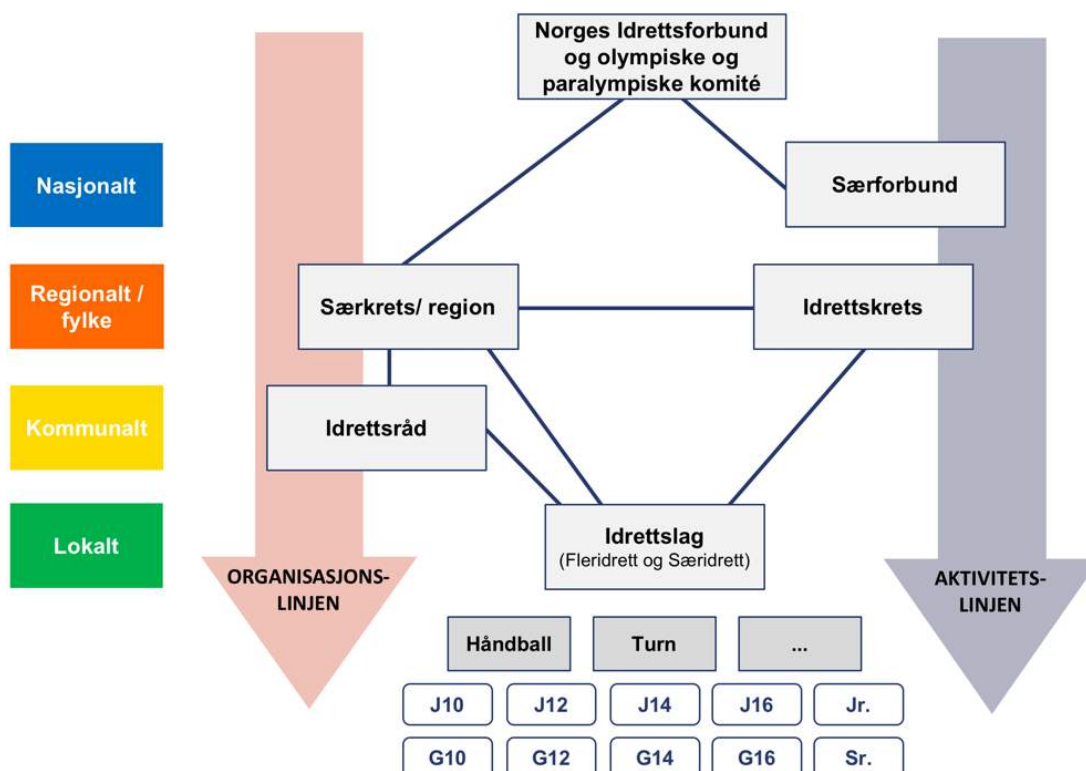 Norges Idrettsforbund
og olympiske og
paralympiske komité
Nasjonalt
Særforbund
Regionalt /
fylke
Særkrets/ region
Idrettskrets
Kommunalt
Idrettsråd
Lokalt
Idrettslag
(Fleridrett og Særidrett)
ORGANISASJONS-
LINJEN
AKTIVITETS-
LINJEN
Håndball
Turn
...
J10
J12
J14
J16
Jr.
G10
G12
G14
G16
Sr.